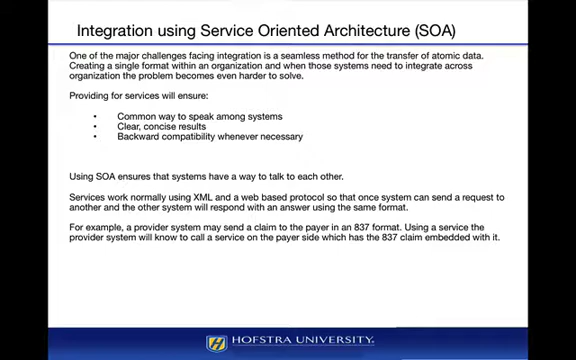 Integration using Service Oriented Architecture (SOA)
One of the major challenges facing integration is a seamless method for the transfer of atomic data.
Creating a single format within an organization and when those systems need to integrate across
organization the problem becomes even harder to solve.
Providing for services will ensure:
• Common way to speak among systems
• Clear, concise results
• Backward compatibility whenever necessary
Using SOA ensures that systems have a way to talk to each other.
Services work normally using XML and a web based protocol so that once system can send a request to
another and the other system will respond with an answer using the same format.
For example, a provider system may send a claim to the payer in an 837 format. Using a service the
provider system will know to call a service on the payer side which has the 837 claim embedded with it.
HOFSTRA UNIVERSITY